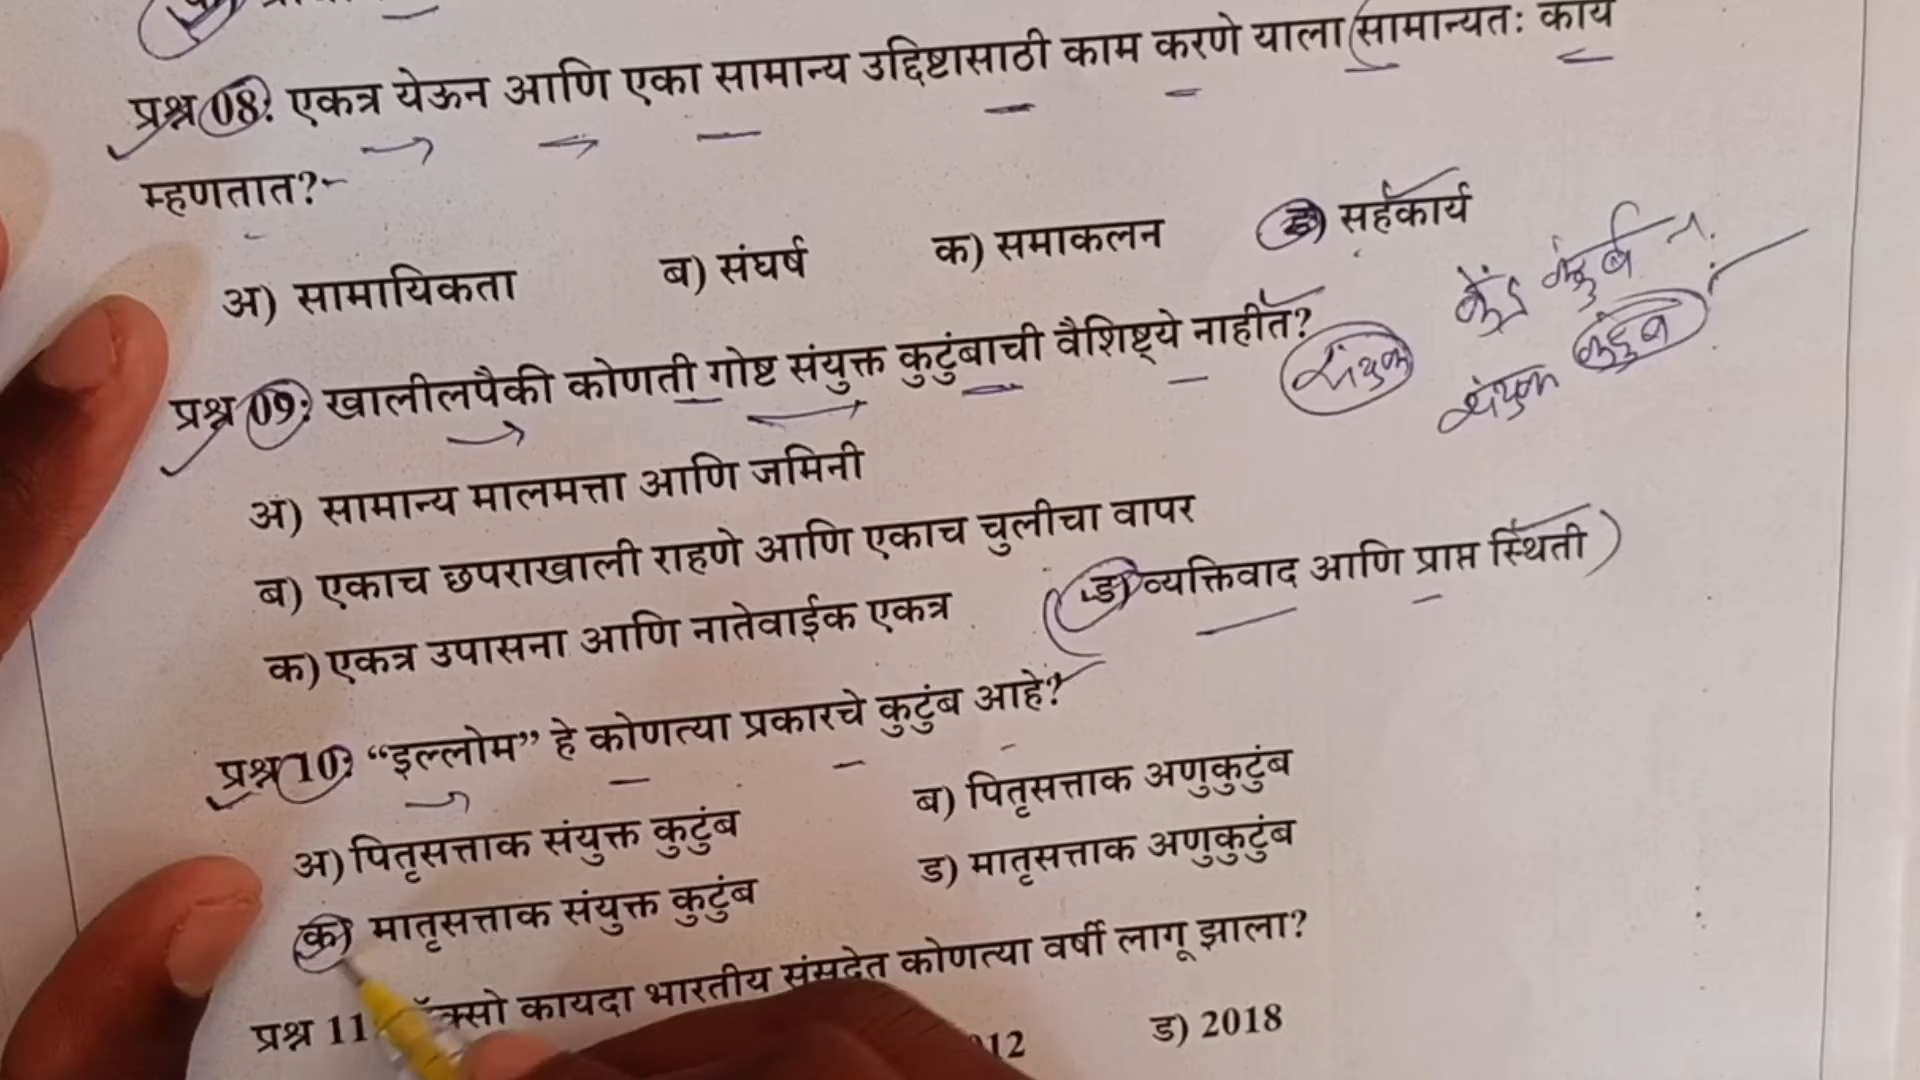 प्रश्न 08: एकत्र येऊन आणि एका सामान्य उद्दिष्टासाठी काम करणे याला सामान्यतः काय
म्हणतात?
अ) सामायिकता ब) संघर्ष क) समाकलन ड) सहकार्य
प्रश्न 09: खालीलपैकी कोणती गोष्ट संयुक्त कुटुंबाची वैशिष्ट्ये नाहीत?
संयुक्त कुटुंब
अ) सामान्य मालमत्ता आणि जमिनी
ब) एकाच छपराखाली राहणे आणि एकाच चुलीचा वापर
क) एकत्र उपासना आणि नातेवाईक एकत्र ड) व्यक्तिवाद आणि प्राप्त स्थिती
प्रश्न 10: “इल्लोम” हे कोणत्या प्रकारचे कुटुंब आहे?
अ) पितृसत्ताक संयुक्त कुटुंब ब) पितृसत्ताक अणुकुटुंब
क) मातृसत्ताक संयुक्त कुटुंब ड) मातृसत्ताक अणुकुटुंब
प्रश्न 11 कायदा भारतीय संसदेत कोणत्या वर्षी लागू झाला?
12 ड) 2018